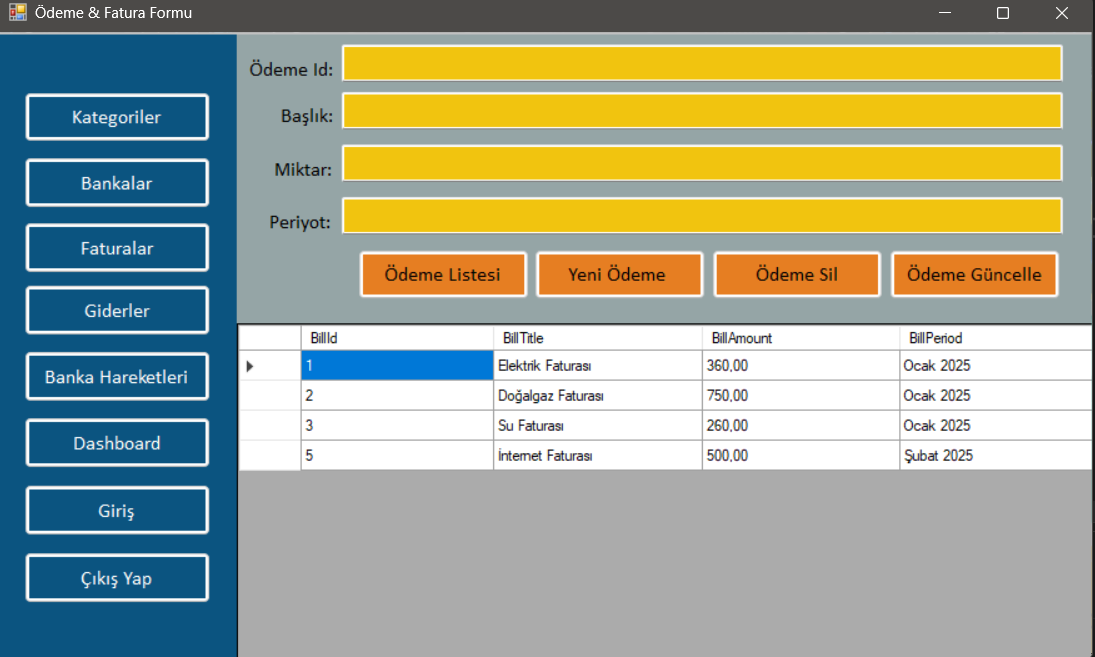 Ödeme & Fatura Formu
Kategoriler
Bankalar
Faturalar
Giderler
Banka Hareketleri
Dashboard
Giriş
Çıkış Yap
Ödeme Id:
Başlık:
Miktar:
Periyot:
Ödeme Listesi Yeni Ödeme Ödeme Sil Ödeme Güncelle
BillId BillTitle BillAmount BillPeriod
1 Elektrik Faturası 360,00 Ocak 2025
2 Doğalgaz Faturası 750,00 Ocak 2025
3 Su Faturası 260,00 Ocak 2025
5 İnternet Faturası 500,00 Şubat 2025